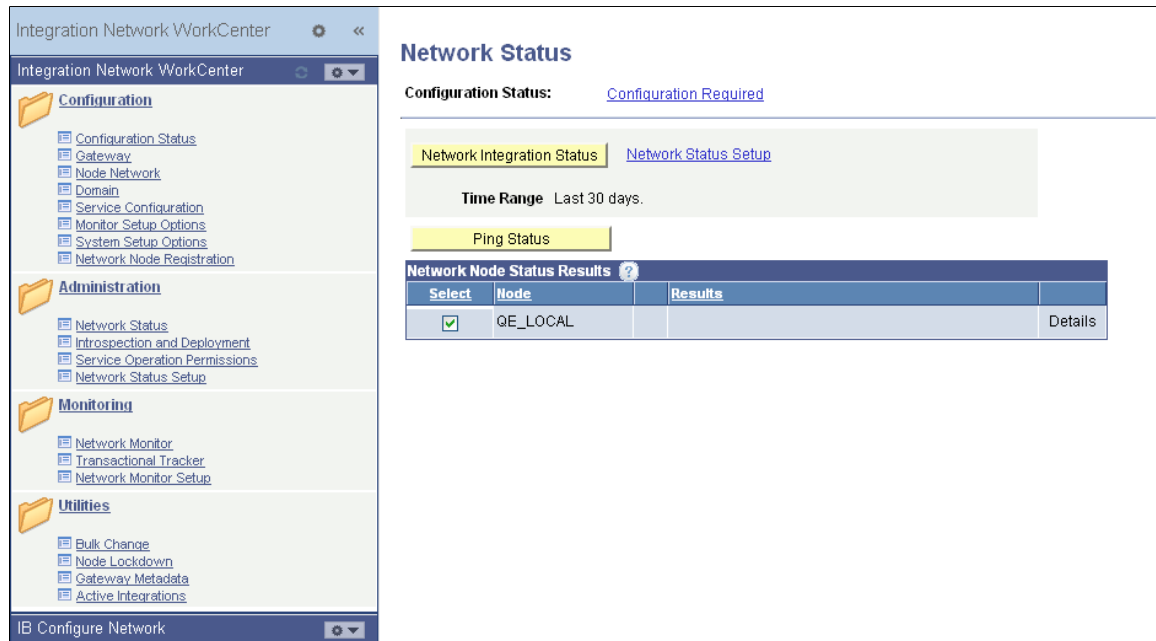 Integration Network WorkCenter
«
Integration Network WorkCenter
Configuration
Configuration Status
Gateway
Node Network
Domain
Service Configuration
Monitor Setup Options
System Setup Options
Network Node Registration
Administration
Network Status
Introspection and Deployment
Service Operation Permissions
Network Status Setup
Monitoring
Network Monitor
Transactional Tracker
Network Monitor Setup
Utilities
Bulk Change
Node Lockdown
Gateway Metadata
Active Integrations
IB Configure Network
Network Status
Configuration Status: Configuration Required
Network Integration Status Network Status Setup
Time Range Last 30 days.
Ping Status
Network Node Status Results ?
Select Node Results
QE_LOCAL Details